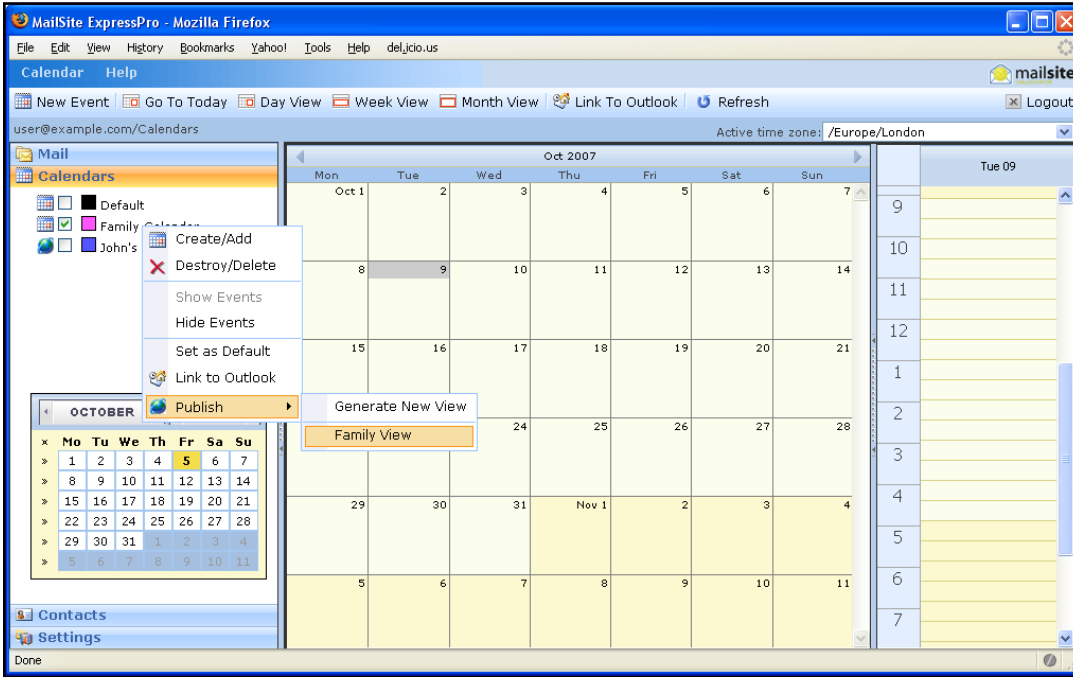 MailSite ExpressPro - Mozilla Firefox
File Edit View History Bookmarks Yahoo! Tools Help del.icio.us
Calendar Help
mailsite
New Event Go To Today Day View Week View Month View Link To Outlook Refresh Logout
user@example.com/Calendars Active time zone: /Europe/London
Mail
Calendars
Default
Family
John's
Create/Add
Destroy/Delete
Show Events
Hide Events
Set as Default
Link to Outlook
Publish
Generate New View
Family View
OCTOBER
× Mo Tu We Th Fr Sa Su
» 1 2 3 4 5 6 7
» 8 9 10 11 12 13 14
» 15 16 17 18 19 20 21
» 22 23 24 25 26 27 28
» 29 30 31 1 2 3 4
» 5 6 7 8 9 10 11
Contacts
Settings
Oct 2007
Mon Tue Wed Thu Fri Sat Sun
Oct 1 2 3 4 5 6 7
8 9 10 11 12 13 14
15 16 17 18 19 20 21
24 25 26 27 28
29 30 31 Nov 1 2 3 4
5 6 7 8 9 10 11
Tue 09
9
10
11
12
1
2
3
4
5
6
7
Done